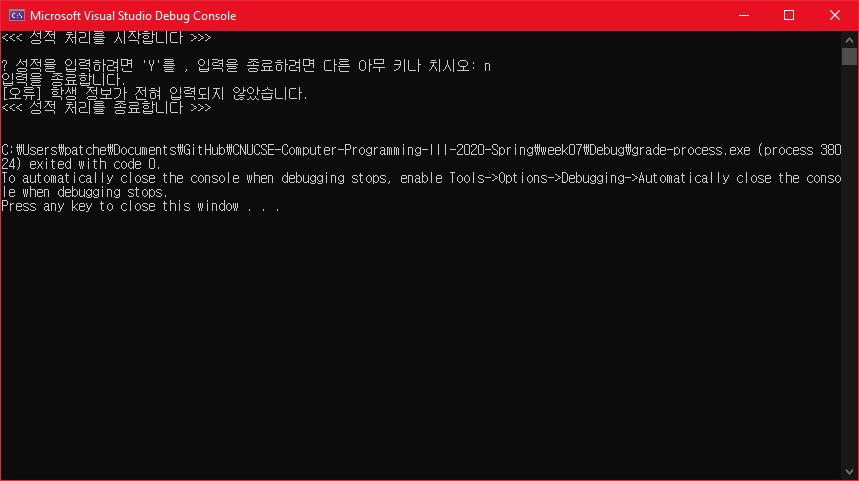 Microsoft Visual Studio Debug Console
<<< 성적 처리를 시작합니다 >>>
? 성적을 입력하려면 'Y'를 , 입력을 종료하려면 다른 아무 키나 치시오: n
입력을 종료합니다.
[오류] 학생 정보가 전혀 입력되지 않았습니다.
<<< 성적 처리를 종료합니다 >>>
C:₩Users₩patche₩Documents₩GitHub₩CNUCSE-Computer-Programming-III-2020-Spring₩week07₩Debug₩grade-process.exe (process 380
24) exited with code 0.
To automatically close the console when debugging stops, enable Tools->Options->Debugging->Automatically close the conso
le when debugging stops.
Press any key to close this window . . .